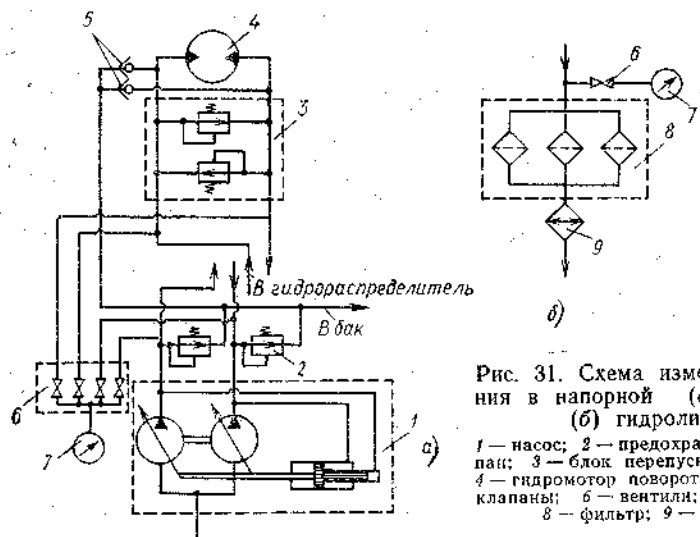 5
4
3
6
7
8
9
б)
В гидрораспределитель
В бак
2
6
7
1
а)
Рис. 31. Схема изме
ния в напорной (
(б) гидроли
1 — насос; 2 — предохра
пан; 3 — блок перепус
4 — гидромотор поворот
клапаны; 6 — вентили;
8 — фильтр; 9 —